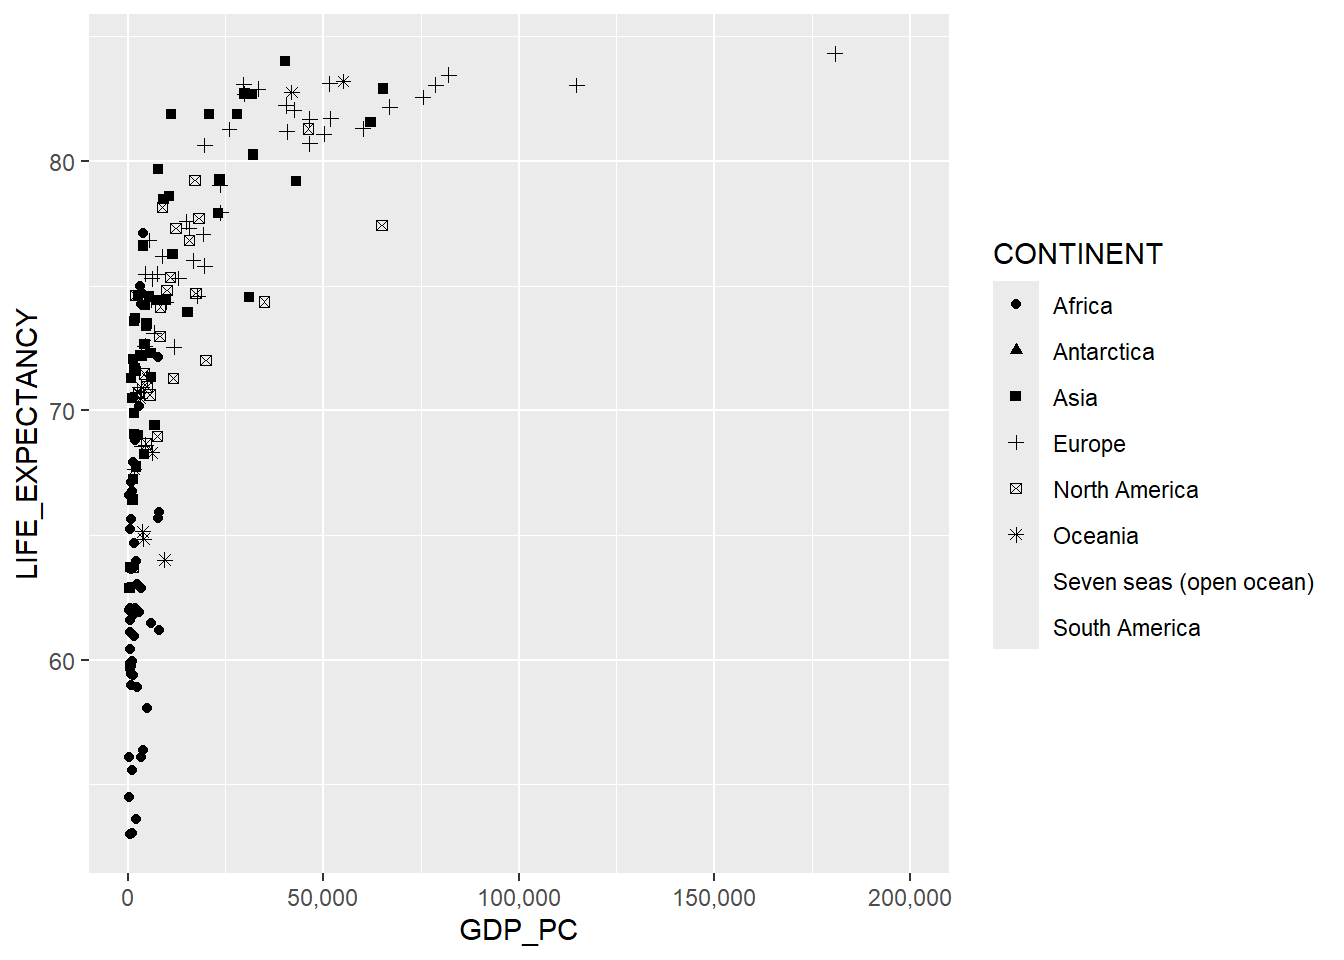 LIFE_EXPECTANCY
80
70
60
0
50,000
100,000
150,000
200,000
GDP_PC
CONTINENT
Africa
Antarctica
Asia
Europe
North America
Oceania
Seven seas (open ocean)
South America